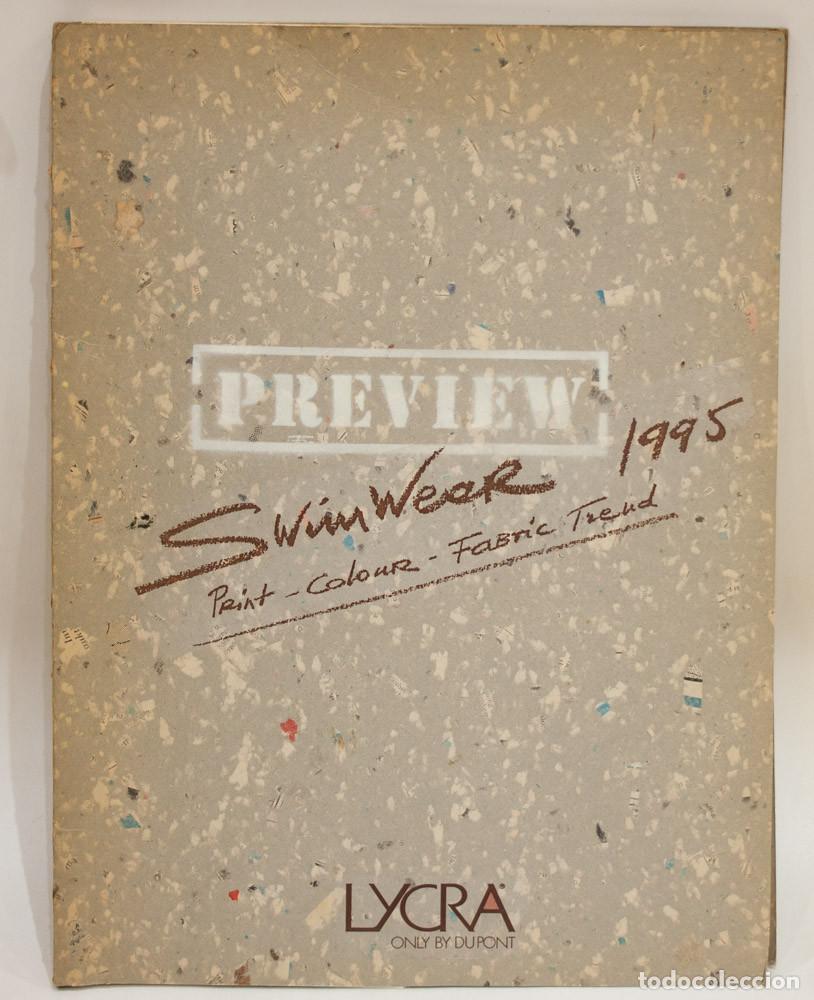 PREVIEW
SwimWear 1995
Print - Colour - Fabric Trend
LYCRA®
ONLY BY DU PONT
todocoleccion